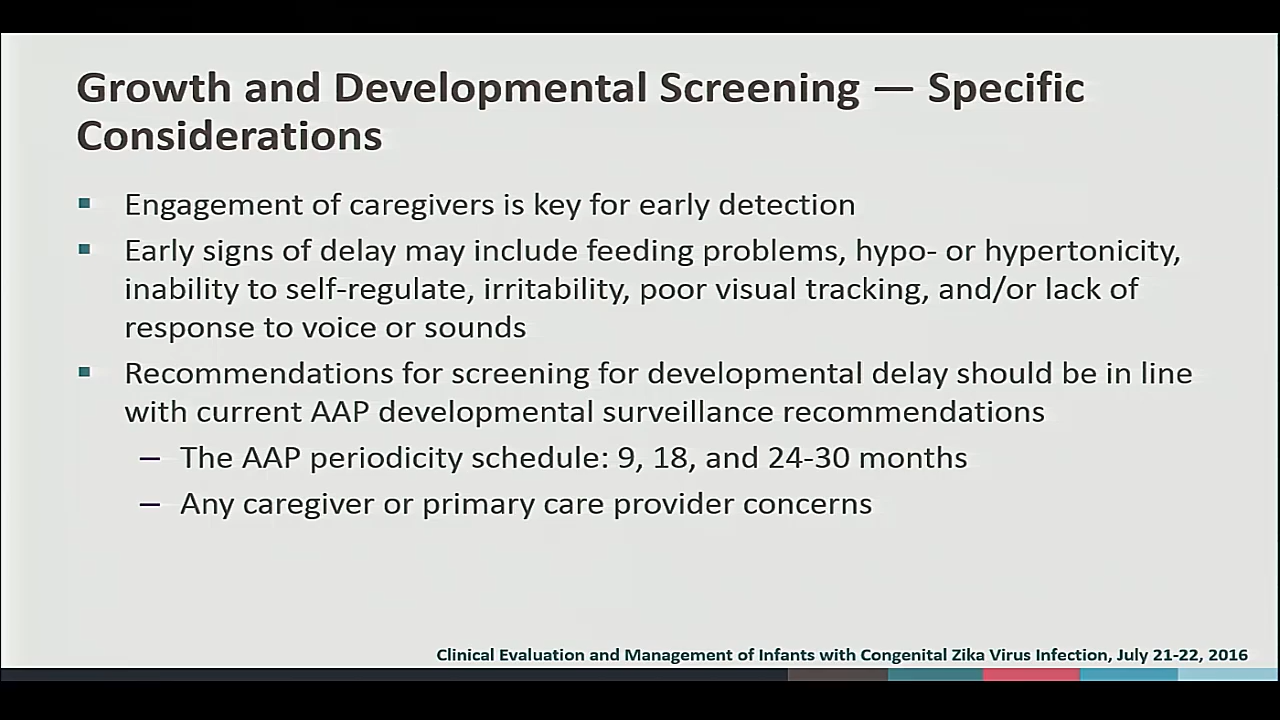 Growth and Developmental Screening — Specific
Considerations
▪ Engagement of caregivers is key for early detection
▪ Early signs of delay may include feeding problems, hypo- or hypertonicity,
inability to self-regulate, irritability, poor visual tracking, and/or lack of
response to voice or sounds
▪ Recommendations for screening for developmental delay should be in line
with current AAP developmental surveillance recommendations
– The AAP periodicity schedule: 9, 18, and 24-30 months
– Any caregiver or primary care provider concerns
Clinical Evaluation and Management of Infants with Congenital Zika Virus Infection, July 21-22, 2016